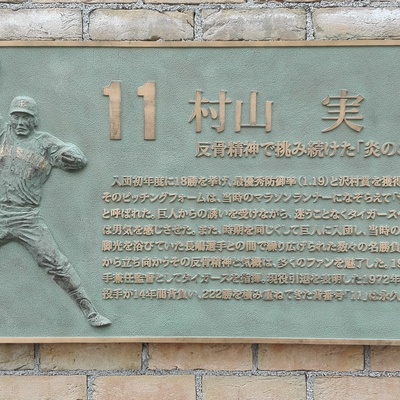 11 村山 実
反骨精神で挑み続けた「炎の
入団初年度に18勝を挙げ、最優秀防御率(1.19)と沢村賞を獲得
そのピッチングフォームは、当時のマラソンランナーになぞらえて「
と呼ばれた。巨人からの誘いを受けながら、迷うことなくタイガース
は男気を感じさせた。また、時期を同じくして巨人に入団し、当時の
脚光を浴びていた長嶋選手との間で繰り広げられた数々の名勝負
から立ち向かうその反骨精神と気概は、多くのファンを魅了した。19
手兼任監督としてタイガースを指揮。現役引退を表明した1972年
投手が14年間背負い、222勝を積み重ねてきた背番号「11」は永久